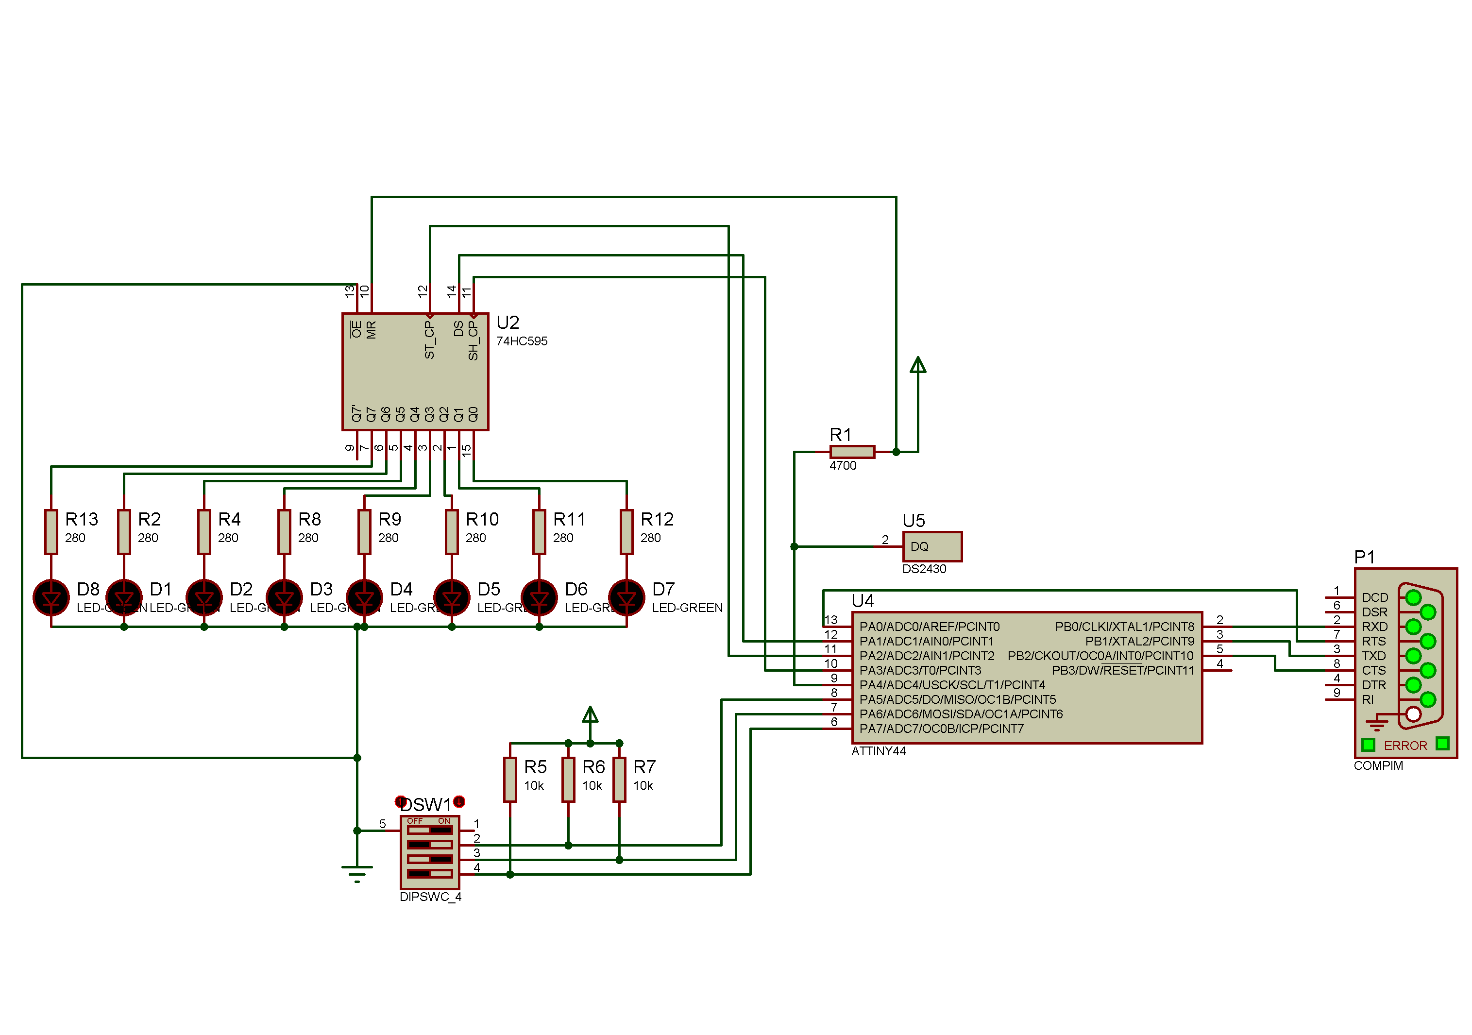 13
10
12
14
11
OE
MR
ST_CP
DS
SH_CP
U2
74HC595
Q7'
Q7
Q6
Q5
Q4
Q3
Q2
Q1
Q0
9
7
6
5
4
3
2
1
15
R1
4700
R13
280
R2
280
R4
280
R8
280
R9
280
R10
280
R11
280
R12
280
U5
2
DQ
DS2430
D8
D1
D2
D3
D4
D5
D6
D7
LED-GREEN
U4
13 PA0/ADC0/AREF/PCINT0
12 PA1/ADC1/AIN0/PCINT1
11 PA2/ADC2/AIN1/PCINT2
10 PA3/ADC3/T0/PCINT3
9 PA4/ADC4/USCK/SCL/T1/PCINT4
8 PA5/ADC5/DO/MISO/OC1B/PCINT5
7 PA6/ADC6/MOSI/SDA/OC1A/PCINT6
6 PA7/ADC7/OC0B/ICP/PCINT7
PB0/CLKI/XTAL1/PCINT8 2
PB1/XTAL2/PCINT9 3
PB2/CKOUT/OC0A/INT0/PCINT10 5
PB3/DW/RESET/PCINT11 4
ATTINY44
P1
1 DCD
6 DSR
2 RXD
7 RTS
3 TXD
8 CTS
4 DTR
9 RI
ERROR
COMPIM
R5
10k
R6
10k
R7
10k
DSW1
OFF ON
5
1
2
3
4
DIPSWC_4